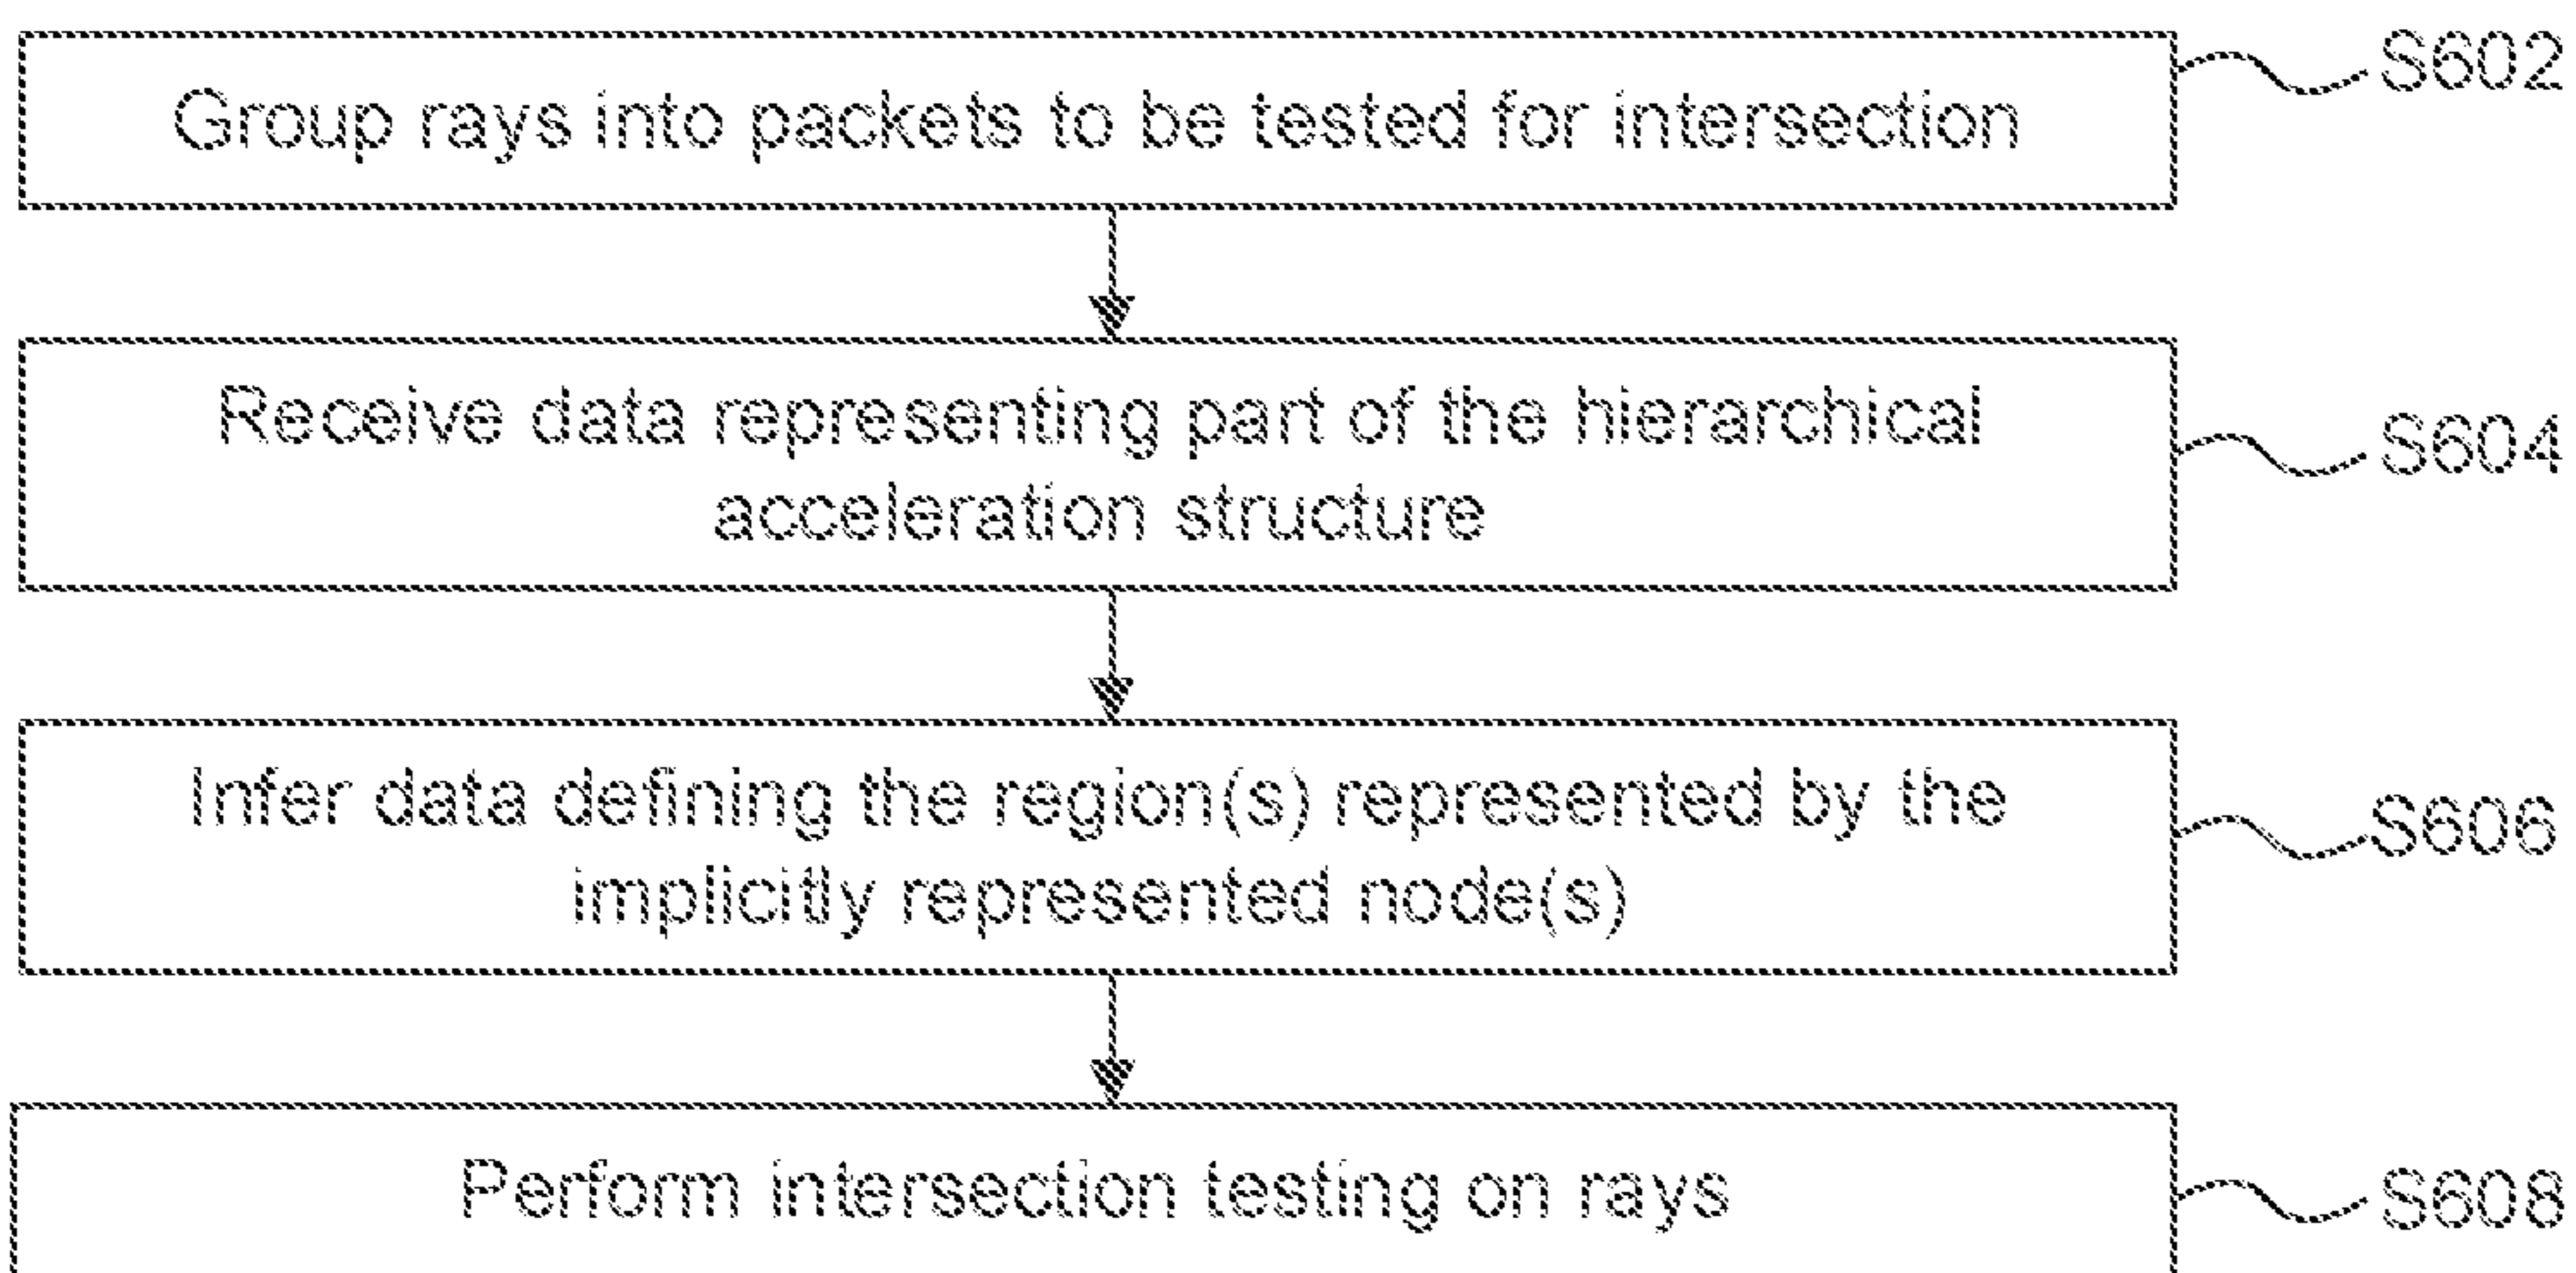 Group rays into packets to be tested for intersection
S602
Receive data representing part of the hierarchical
acceleration structure
S604
Infer data defining the region(s) represented by the
implicitly represented node(s)
S606
Perform intersection testing on rays
S608